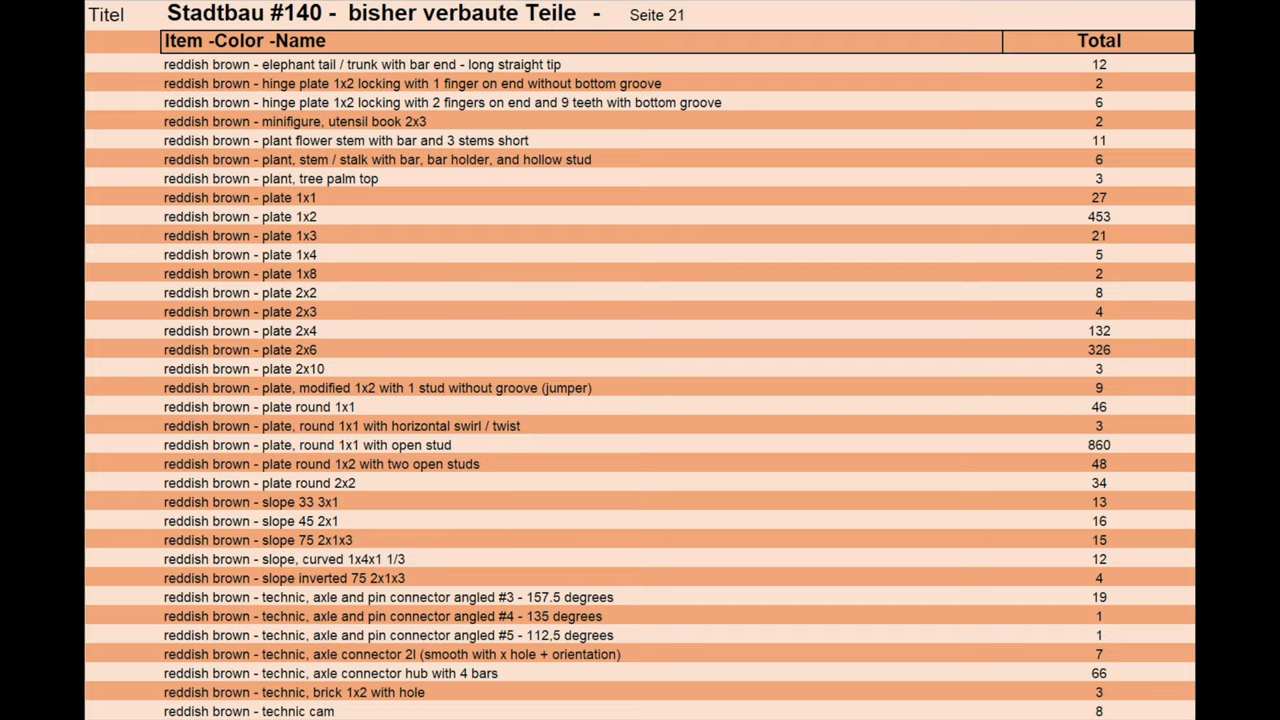 Titel Stadtbau #140 - bisher verbaute Teile - Seite 21
Item -Color -Name Total
reddish brown - elephant tail / trunk with bar end - long straight tip 12
reddish brown - hinge plate 1x2 locking with 1 finger on end without bottom groove 2
reddish brown - hinge plate 1x2 locking with 2 fingers on end and 9 teeth with bottom groove 6
reddish brown - minifigure, utensil book 2x3 2
reddish brown - plant flower stem with bar and 3 stems short 11
reddish brown - plant, stem / stalk with bar, bar holder, and hollow stud 6
reddish brown - plant, tree palm top 3
reddish brown - plate 1x1 27
reddish brown - plate 1x2 453
reddish brown - plate 1x3 21
reddish brown - plate 1x4 5
reddish brown - plate 1x8 2
reddish brown - plate 2x2 8
reddish brown - plate 2x3 4
reddish brown - plate 2x4 132
reddish brown - plate 2x6 326
reddish brown - plate 2x10 3
reddish brown - plate, modified 1x2 with 1 stud without groove (jumper) 9
reddish brown - plate round 1x1 46
reddish brown - plate, round 1x1 with horizontal swirl / twist 3
reddish brown - plate, round 1x1 with open stud 860
reddish brown - plate round 1x2 with two open studs 48
reddish brown - plate round 2x2 34
reddish brown - slope 33 3x1 13
reddish brown - slope 45 2x1 16
reddish brown - slope 75 2x1x3 15
reddish brown - slope, curved 1x4x1 1/3 12
reddish brown - slope inverted 75 2x1x3 4
reddish brown - technic, axle and pin connector angled #3 - 157.5 degrees 19
reddish brown - technic, axle and pin connector angled #4 - 135 degrees 1
reddish brown - technic, axle and pin connector angled #5 - 112,5 degrees 1
reddish brown - technic, axle connector 2l (smooth with x hole + orientation) 7
reddish brown - technic, axle connector hub with 4 bars 66
reddish brown - technic, brick 1x2 with hole 3
reddish brown - technic cam 8